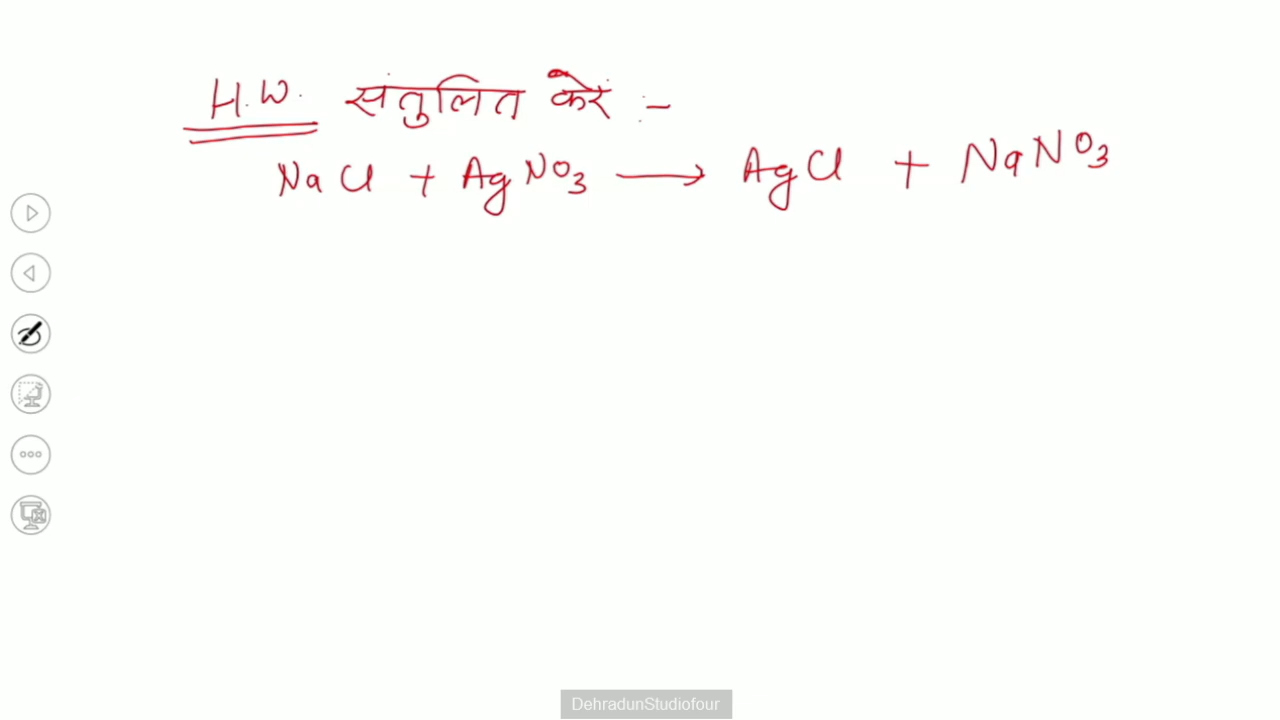 H.W. संतुलित करें :-
NaCl + AgNO₃ ⟶ AgCl + NaNO₃
DehradunStudiofour